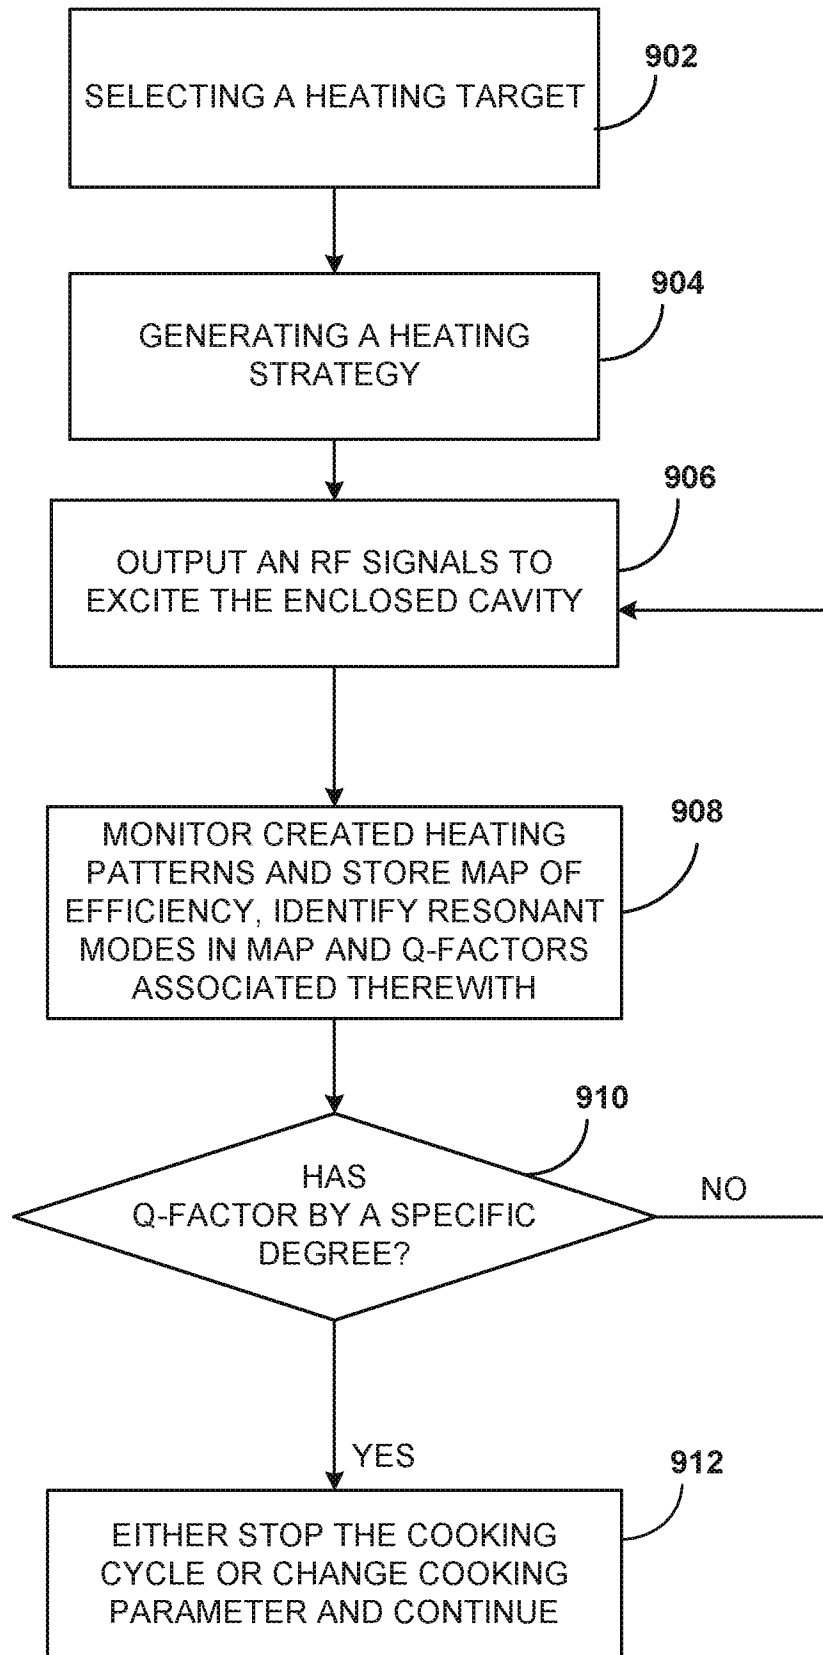 902
SELECTING A HEATING TARGET
904
GENERATING A HEATING
STRATEGY
906
OUTPUT AN RF SIGNALS TO
EXCITE THE ENCLOSED CAVITY
908
MONITOR CREATED HEATING
PATTERNS AND STORE MAP OF
EFFICIENCY, IDENTIFY RESONANT
MODES IN MAP AND Q-FACTORS
ASSOCIATED THEREWITH
910
HAS
Q-FACTOR BY A SPECIFIC
DEGREE?
NO
YES
912
EITHER STOP THE COOKING
CYCLE OR CHANGE COOKING
PARAMETER AND CONTINUE